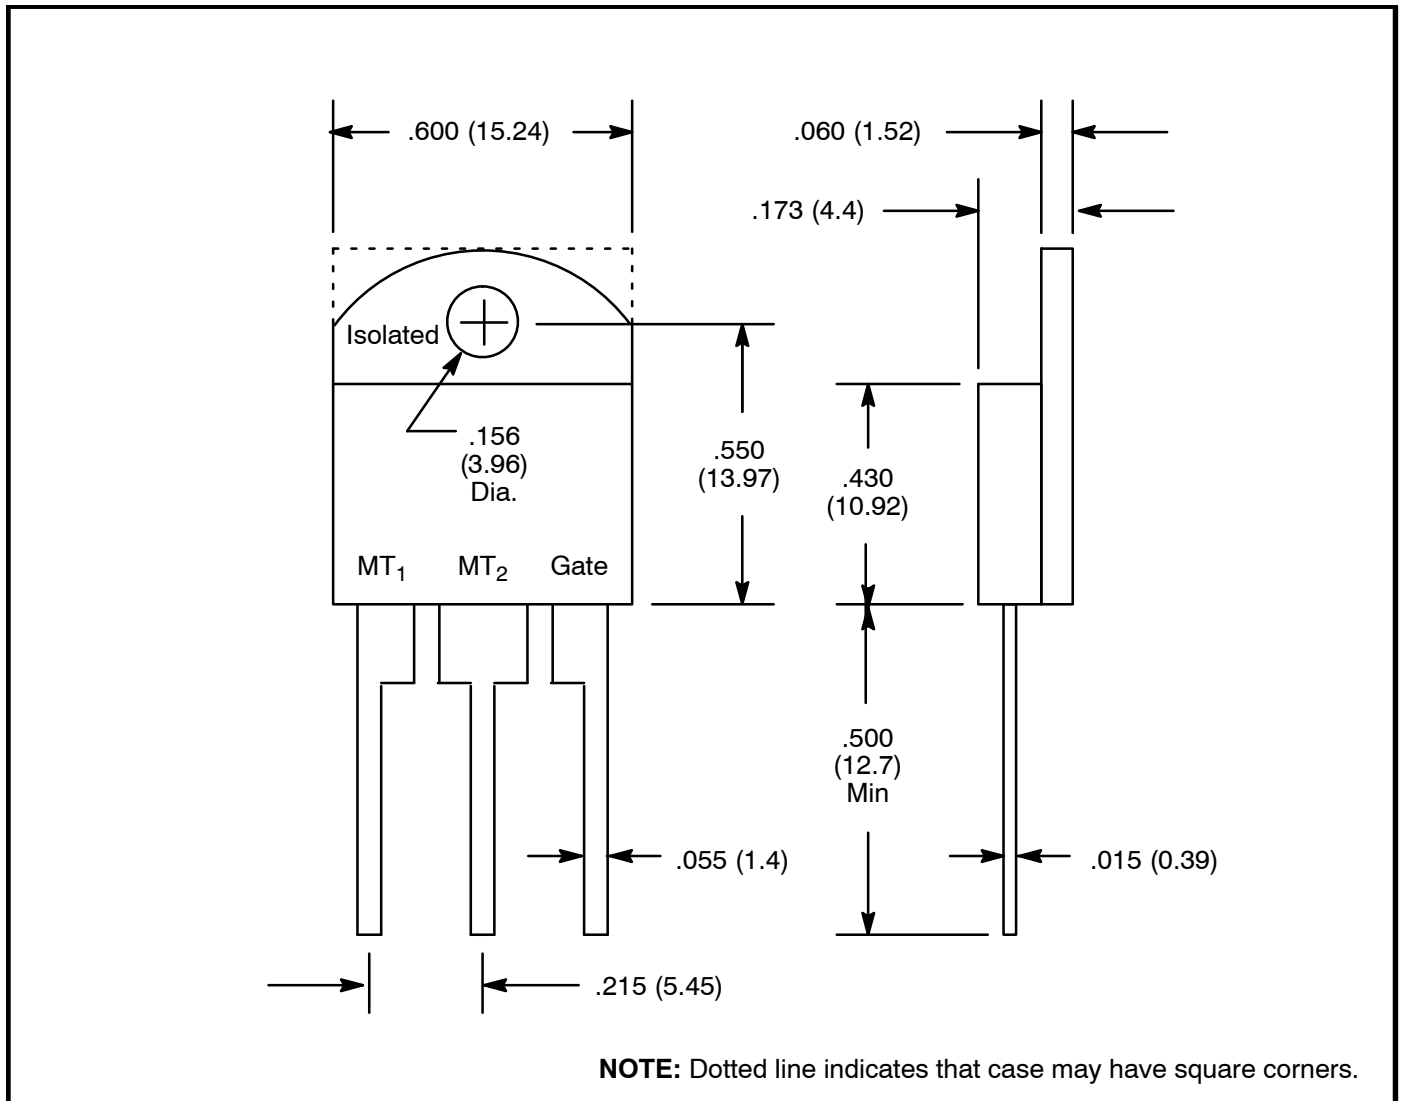 .600 (15.24)
.060 (1.52)
.173 (4.4)
Isolated
.156
(3.96)
Dia.
.550
(13.97)
.430
(10.92)
MT1
MT2
Gate
.500
(12.7)
Min
.055 (1.4)
.015 (0.39)
.215 (5.45)
NOTE: Dotted line indicates that case may have square corners.